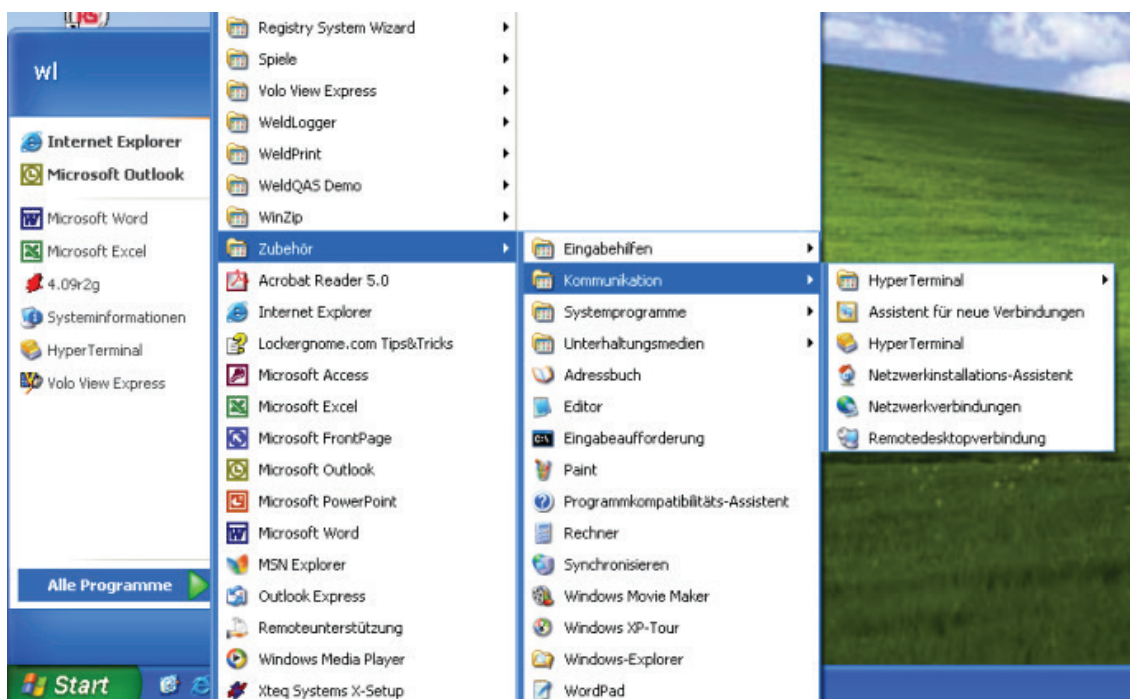 wl
Internet Explorer
Microsoft Outlook
Microsoft Word
Microsoft Excel
4.09r2g
Systeminformationen
HyperTerminal
Volo View Express
Alle Programme
Start
Registry System Wizard
Spiele
Volo View Express
WeldLogger
WeldPrint
WeldQAS Demo
WinZip
Zubehör
Acrobat Reader 5.0
Internet Explorer
Lockergnome.com Tips&Tricks
Microsoft Access
Microsoft Excel
Microsoft FrontPage
Microsoft Outlook
Microsoft PowerPoint
Microsoft Word
MSN Explorer
Outlook Express
Remoteunterstützung
Windows Media Player
Xteq Systems X-Setup
Eingabehilfen
Kommunikation
Systemprogramme
Unterhaltungsmedien
Adressbuch
Editor
Eingabeaufforderung
Paint
Programmkompatibilitäts-Assistent
Rechner
Synchronisieren
Windows Movie Maker
Windows XP-Tour
Windows-Explorer
WordPad
HyperTerminal
Assistent für neue Verbindungen
HyperTerminal
Netzwerkinstallations-Assistent
Netzwerkverbindungen
Remotedesktopverbindung